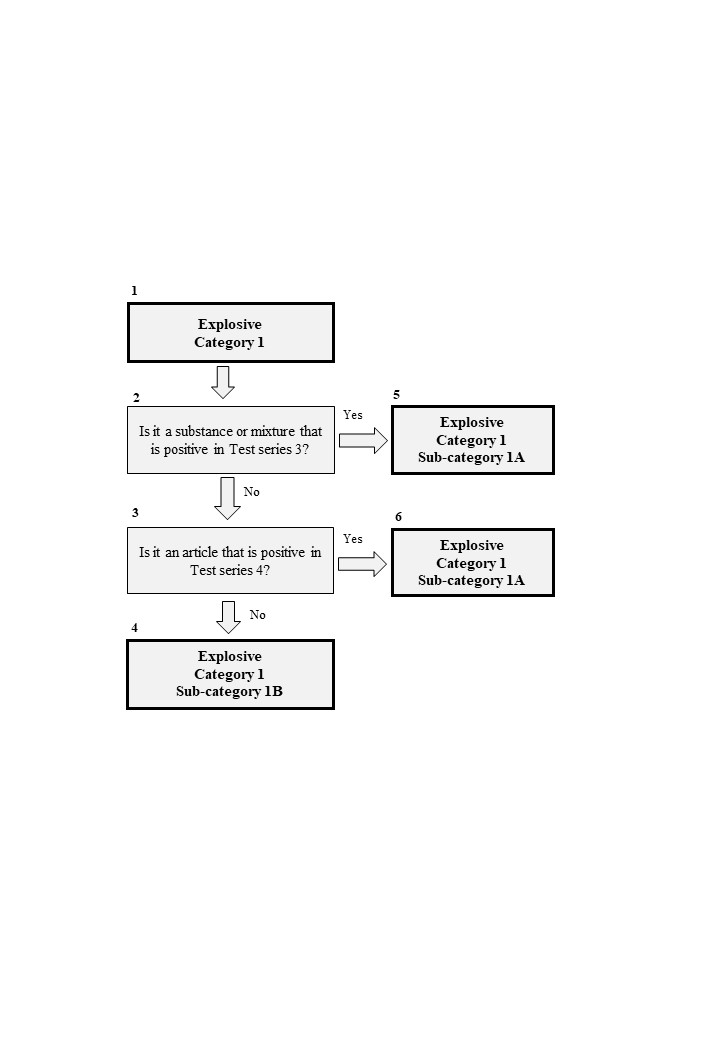 1
Explosive
Category 1
2
Is it a substance or mixture that
is positive in Test series 3?
Yes
5
Explosive
Category 1
Sub-category 1A
No
3
Is it an article that is positive in
Test series 4?
Yes
6
Explosive
Category 1
Sub-category 1A
No
4
Explosive
Category 1
Sub-category 1B